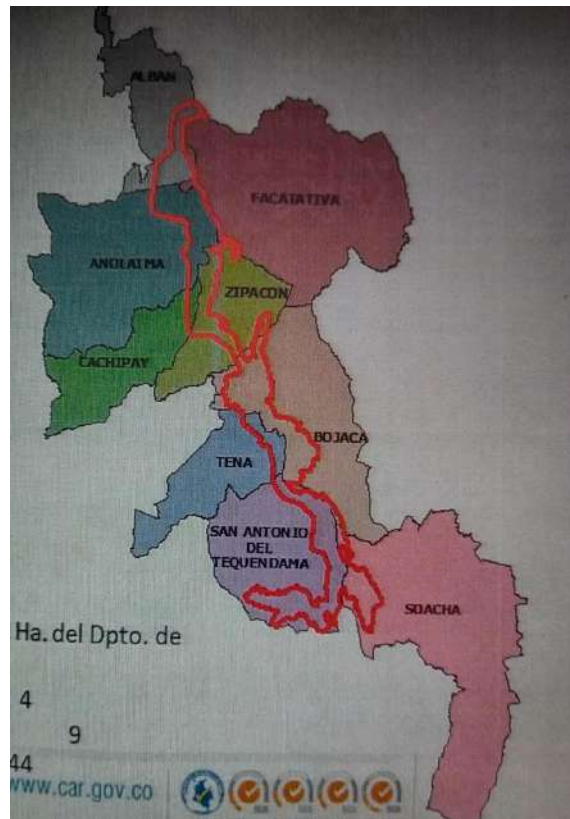 ALBAN
FACATATIVA
ANOLAIMA
ZIPACON
CACHIPAY
BOJACA
TENA
SAN ANTONIO
DEL
TEQUENDAMA
SOACHA
Ha. del Dpto. de
4
9
44
www.car.gov.co